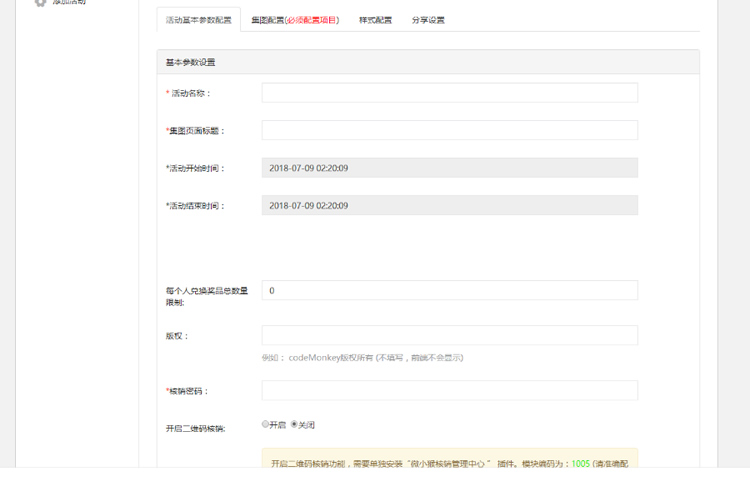 添加活动
活动基本参数配置 集图配置(必须配置项目) 样式配置 分享设置
基本参数设置
* 活动名称：
*集图页面标题：
*活动开始时间： 2018-07-09 02:20:09
*活动结束时间： 2018-07-09 02:20:09
每个人兑换奖品总数量 0
限制:
版权：
例如： codeMonkey版权所有 (不填写，前端不会显示)
*核销密码：
开启二维码核销: 开启 关闭
开启二维码核销功能，需要单独安装“微小猴核销管理中心 ” 插件。模块编码为：1005 (请准确配